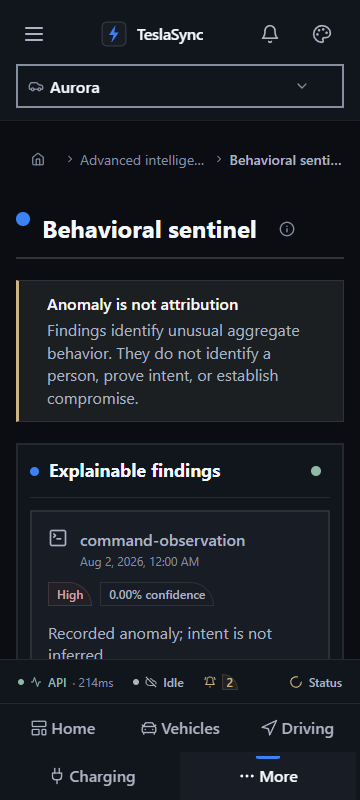 TeslaSync
Aurora
Advanced intellige...
Behavioral senti...
Behavioral sentinel
Anomaly is not attribution
Findings identify unusual aggregate
behavior. They do not identify a
person, prove intent, or establish
compromise.
Explainable findings
command-observation
Aug 2, 2026, 12:00 AM
High
0.00% confidence
Recorded anomaly; intent is not
inferred
API · 214ms
Idle
2
Status
Home
Vehicles
Driving
Charging
More